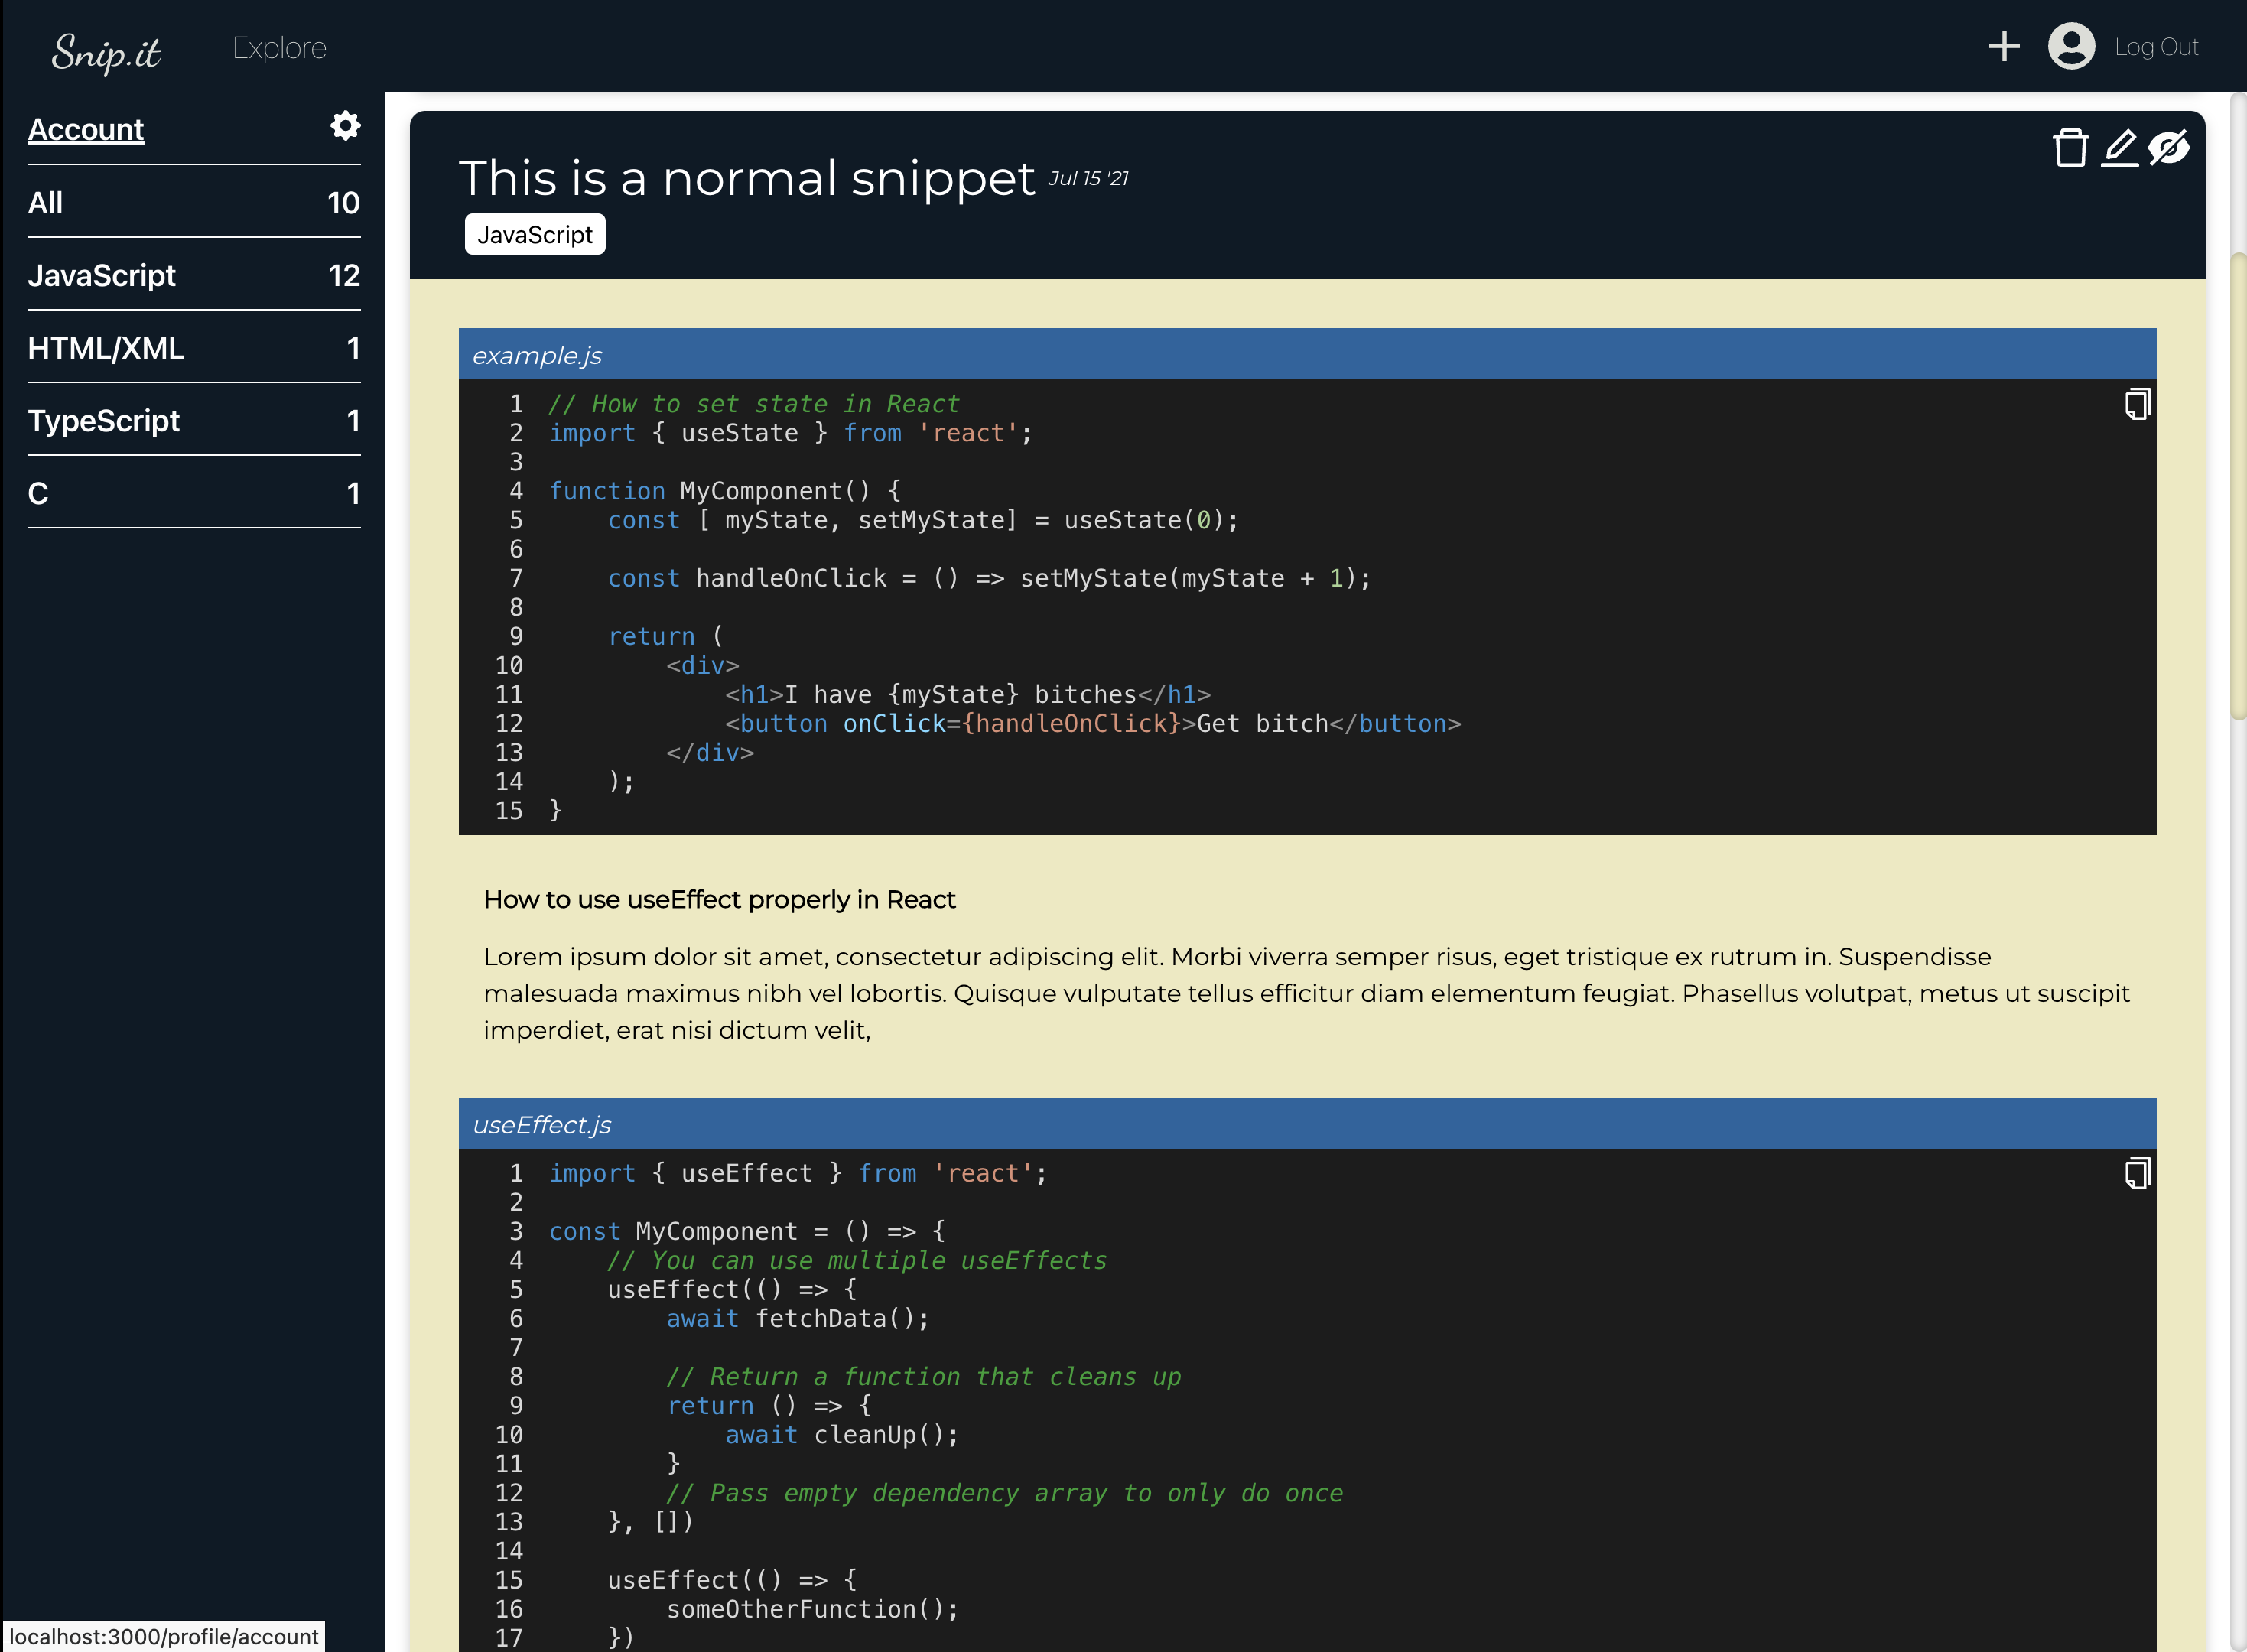 Snip.it Explore Log Out
Account
All 10
JavaScript 12
HTML/XML 1
TypeScript 1
C 1
This is a normal snippet Jul 15 '21
JavaScript
example.js
1 // How to set state in React
2 import { useState } from 'react';
3
4 function MyComponent() {
5     const [ myState, setMyState] = useState(0);
6
7     const handleOnClick = () => setMyState(myState + 1);
8
9     return (
10         <div>
11             <h1>I have {myState} bitches</h1>
12             <button onClick={handleOnClick}>Get bitch</button>
13         </div>
14     );
15 }
How to use useEffect properly in React
Lorem ipsum dolor sit amet, consectetur adipiscing elit. Morbi viverra semper risus, eget tristique ex rutrum in. Suspendisse
malesuada maximus nibh vel lobortis. Quisque vulputate tellus efficitur diam elementum feugiat. Phasellus volutpat, metus ut suscipit
imperdiet, erat nisi dictum velit,
useEffect.js
1 import { useEffect } from 'react';
2
3 const MyComponent = () => {
4     // You can use multiple useEffects
5     useEffect(() => {
6         await fetchData();
7
8         // Return a function that cleans up
9         return () => {
10             await cleanUp();
11         }
12         // Pass empty dependency array to only do once
13     }, [])
14
15     useEffect(() => {
16         someOtherFunction();
17     })
localhost:3000/profile/account